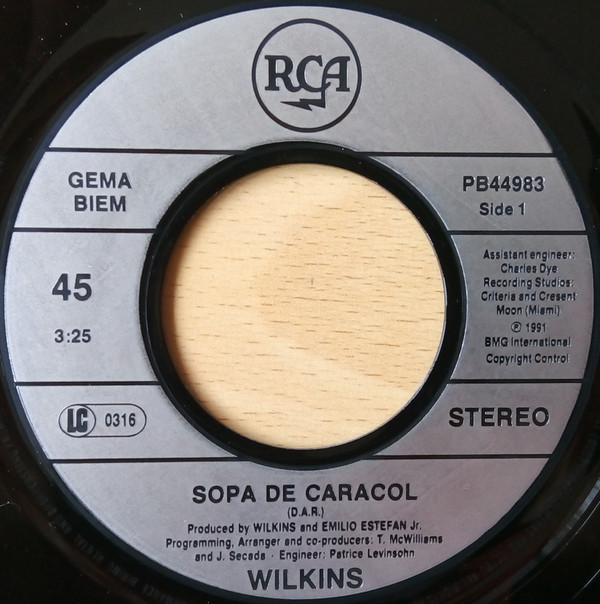 RCA
GEMA
BIEM
PB44983
Side 1
45
3:25
Assistant engineer:
Charles Dye
Recording Studios:
Criteria and Cresent
Moon (Miami)
℗ 1991
BMG International
Copyright Control
LC 0316
STEREO
SOPA DE CARACOL
(D.A.R.)
Produced by WILKINS and EMILIO ESTEFAN Jr.
Programming, Arranger and co-producers: T. McWilliams
and J. Secada · Engineer: Patrice Levinsohn
WILKINS